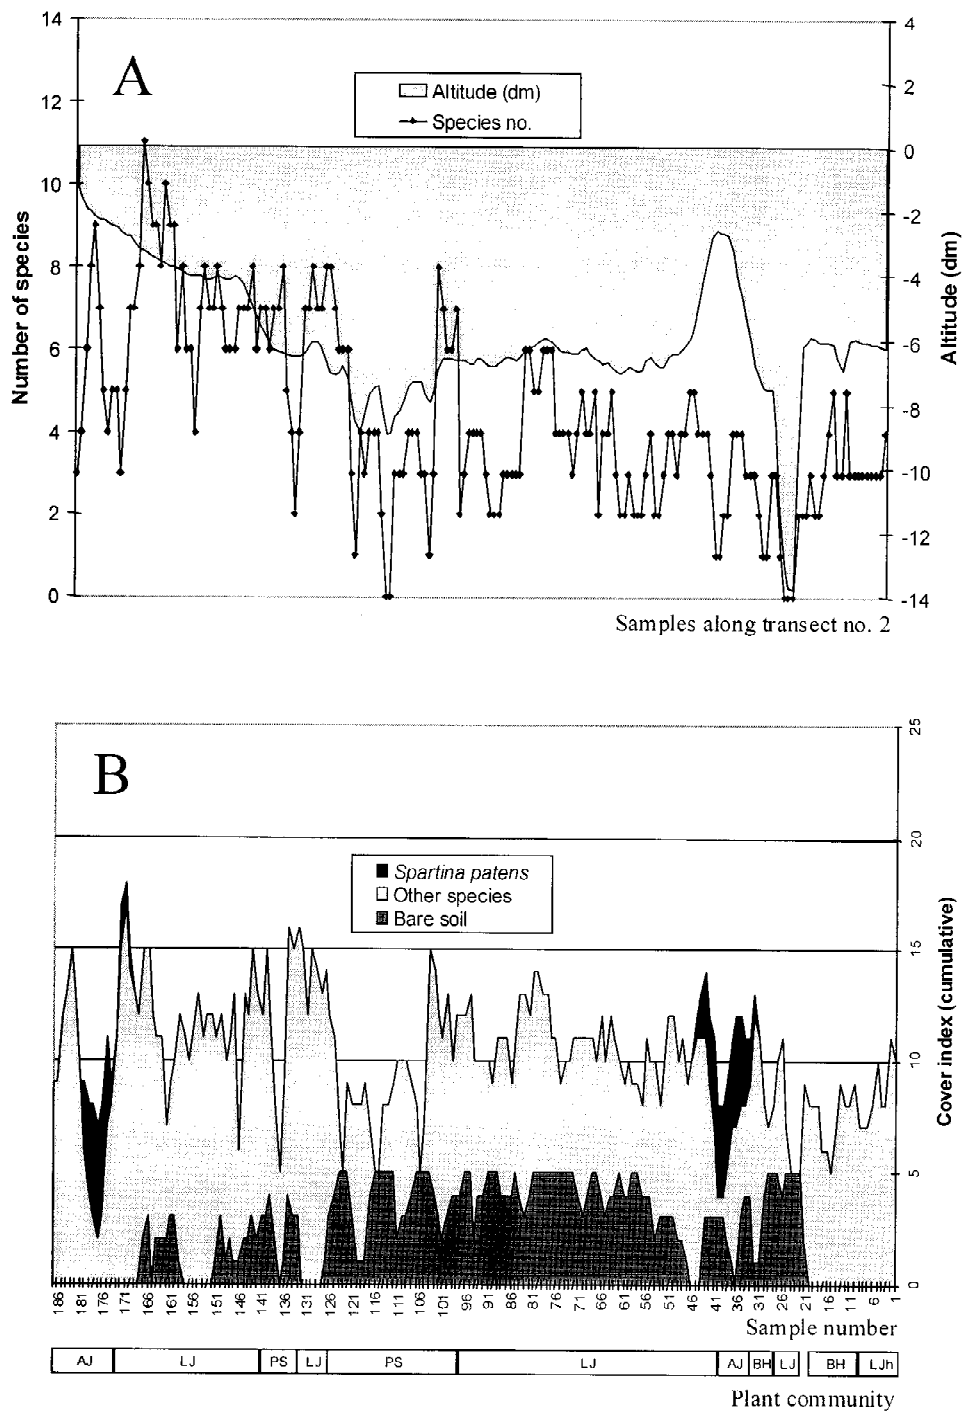 A
Altitude (dm)
Species no.
Number of species
14
12
10
8
6
4
2
0
Altitude (dm)
4
2
0
-2
-4
-6
-8
-10
-12
-14
Samples along transect no. 2
B
Spartina patens
Other species
Bare soil
Cover index (cumulative)
25
20
15
10
5
0
186 181 176 171 166 161 156 151 146 141 136 131 126 121 116 111 106 101 96 91 86 81 76 71 66 61 56 51 46 41 36 31 26 21 16 11 6 1
Sample number
AJ LJ PS LJ PS LJ AJ BH LJ BH LJh
Plant community